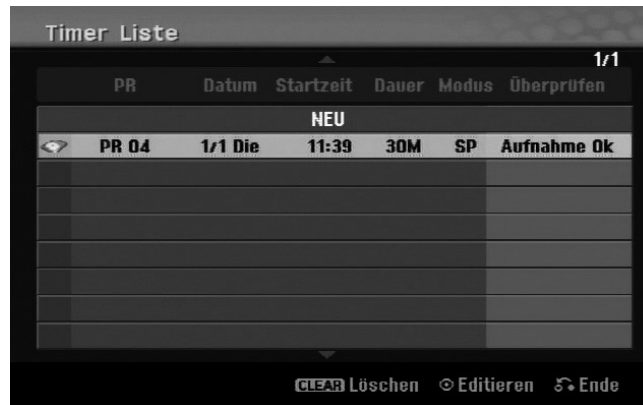 Timer Liste
1/1
PR Datum Startzeit Dauer Modus Überprüfen
NEU
PR 04 1/1 Die 11:39 30M SP Aufnahme Ok
CLEAR Löschen Editieren Ende